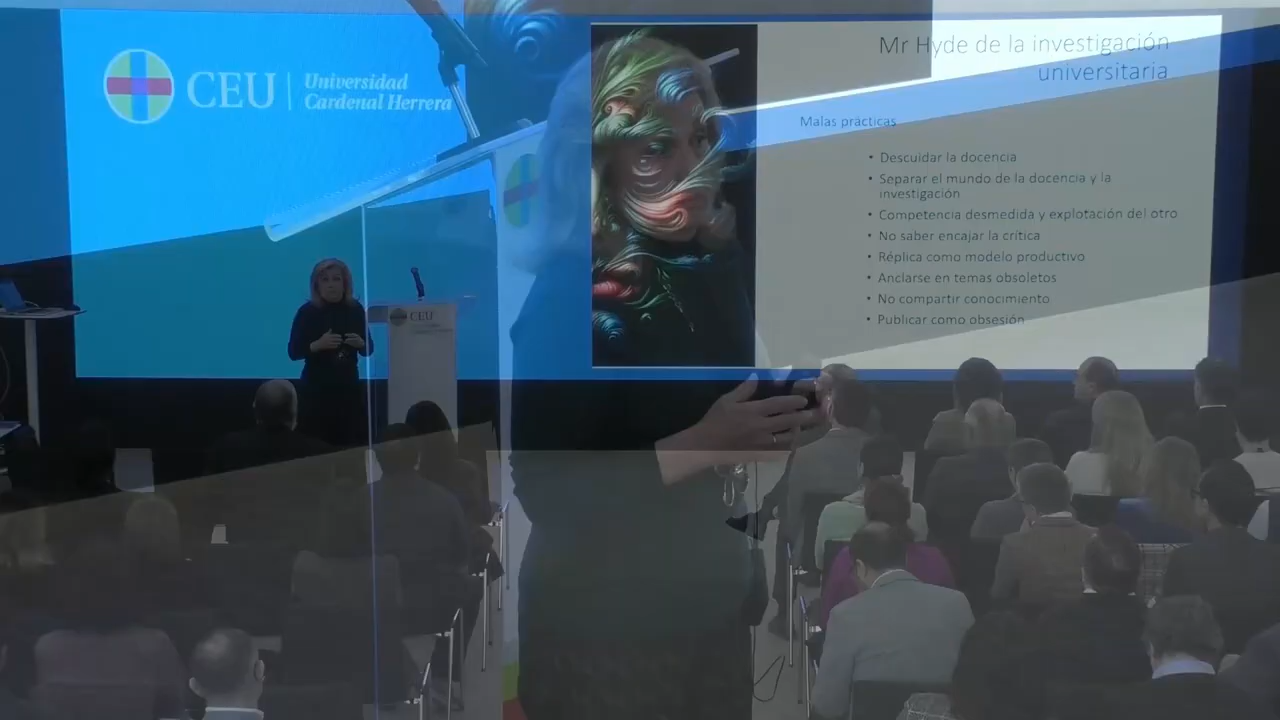 CEU
Universidad
Cardenal Herrera
Mr Hyde de la investigación
universitaria
Malas prácticas
• Descuidar la docencia
• Separar el mundo de la docencia y la
investigación
• Competencia desmedida y explotación del otro
• No saber encajar la crítica
• Réplica como modelo productivo
• Anclarse en temas obsoletos
• No compartir conocimiento
• Publicar como obsesión
CEU